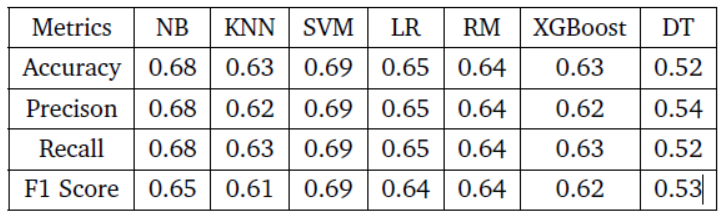 Metrics NB KNN SVM LR RM XGBoost DT
Accuracy 0.68 0.63 0.69 0.65 0.64 0.63 0.52
Precison 0.68 0.62 0.69 0.65 0.64 0.62 0.54
Recall 0.68 0.63 0.69 0.65 0.64 0.63 0.52
F1 Score 0.65 0.61 0.69 0.64 0.64 0.62 0.53